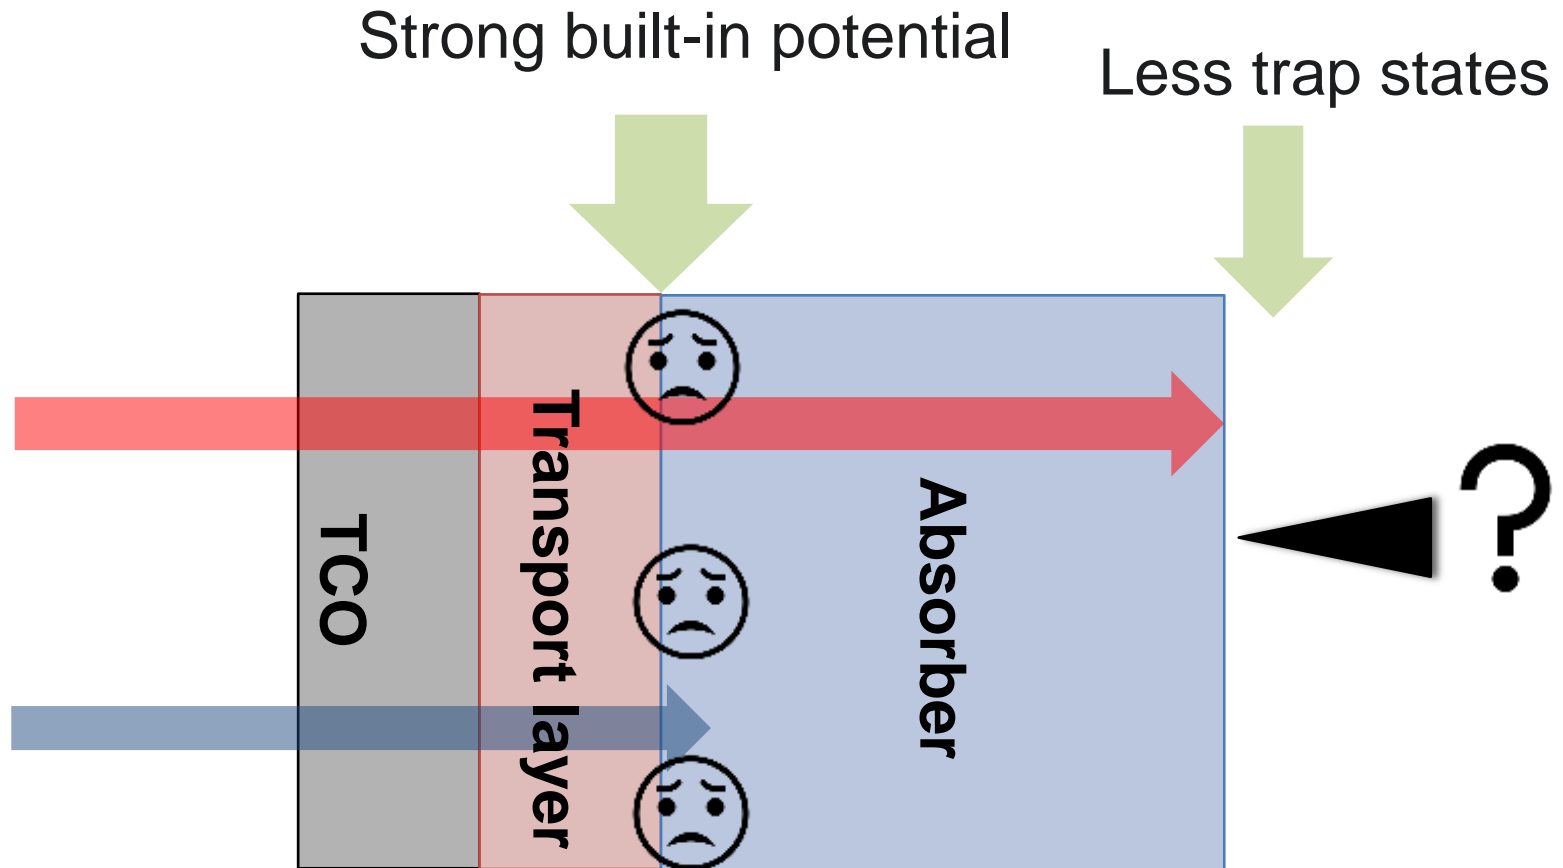 Strong built-in potential
Less trap states
TCO
Transport layer
Absorber
?